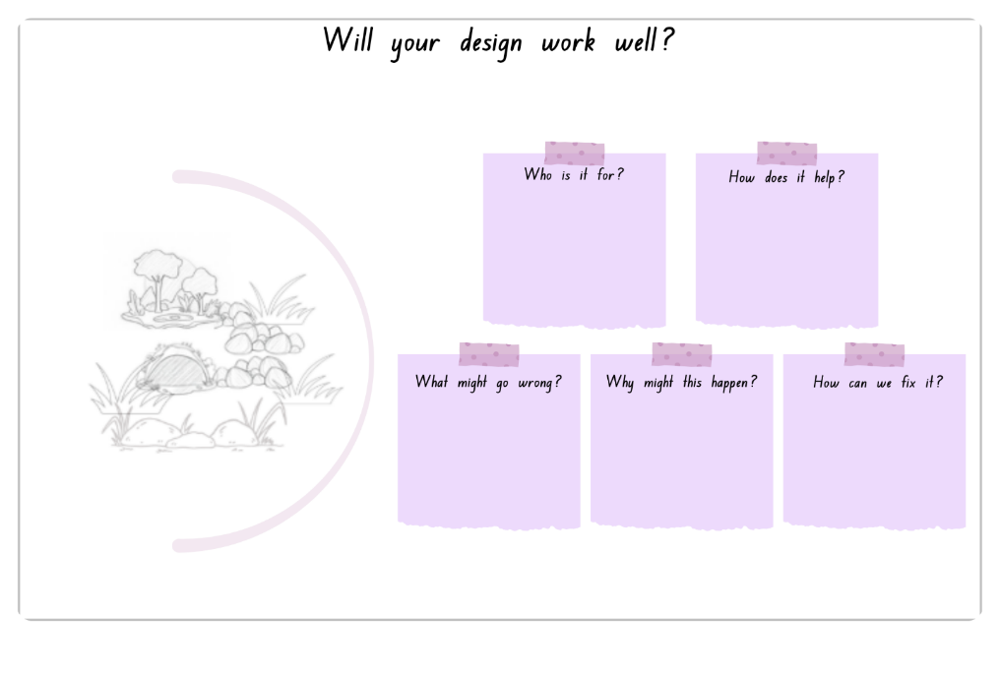 Will your design work well?
Who is it for?
How does it help?
What might go wrong?
Why might this happen?
How can we fix it?